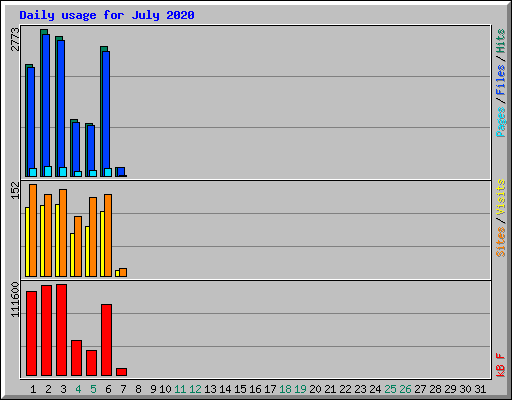 Daily usage for July 2020
2773
Pages/Files/Hits
152
Sites/Visits
111600
kB F
1 2 3 4 5 6 7 8 9 10 11 12 13 14 15 16 17 18 19 20 21 22 23 24 25 26 27 28 29 30 31